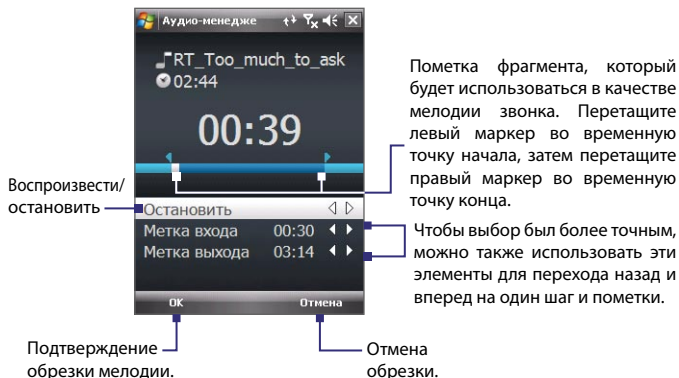 Аудио-менедже
RT_Too_much_to_ask
02:44
00:39
Остановить
Метка входа 00:30
Метка выхода 03:14
OK Отмена
Воспроизвести/
остановить
Пометка фрагмента, который
будет использоваться в качестве
мелодии звонка. Перетащите
левый маркер во временную
точку начала, затем перетащите
правый маркер во временную
точку конца.
Чтобы выбор был более точным,
можно также использовать эти
элементы для перехода назад и
вперед на один шаг и пометки.
Подтверждение
обрезки мелодии.
Отмена
обрезки.